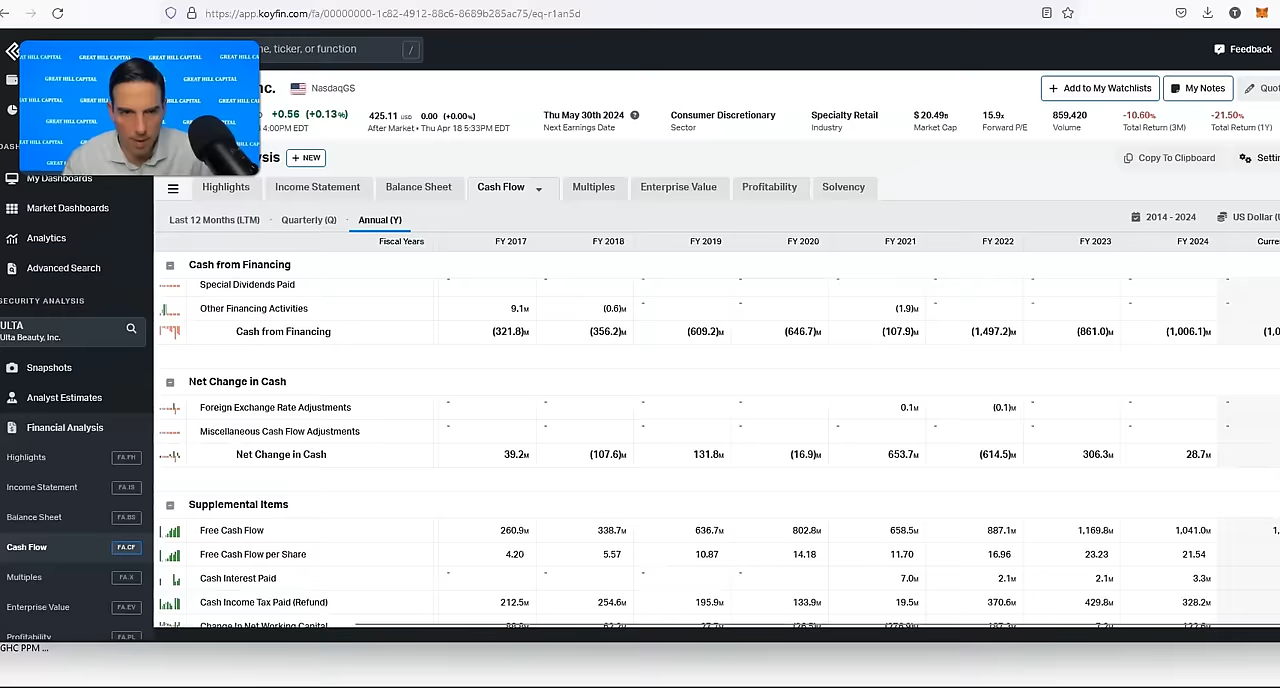 https://app.koyfin.com/fa/00000000-1c82-4912-88c6-8689b285ac75/eq-r1an5d
ne, ticker, or function /
Feedback
GREAT HILL CAPITAL
nc. NasdaqGS
+ Add to My Watchlists My Notes Quot
+0.56 (+0.13%) 425.11 USD 0.00 (+0.00%) Thu May 30th 2024 Consumer Discretionary Specialty Retail $ 20.49B 15.9x 859,420 -10.60% -21.50%
4:00PM EDT After Market • Thu Apr 18 5:33PM EDT Next Earnings Date Sector Industry Market Cap Forward P/E Volume Total Return (3M) Total Return (1Y)
DASH
ysis + NEW Copy To Clipboard Settin
My Dashboards
Market Dashboards
Analytics
Advanced Search
SECURITY ANALYSIS
ULTA
Ulta Beauty, Inc.
Snapshots
Analyst Estimates
Financial Analysis
Highlights FA.FH
Income Statement FA.IS
Balance Sheet FA.BS
Cash Flow FA.CF
Multiples FA.X
Enterprise Value FA.EV
Profitability FA.PL
GHC PPM ...
Highlights Income Statement Balance Sheet Cash Flow Multiples Enterprise Value Profitability Solvency
Last 12 Months (LTM) · Quarterly (Q) · Annual (Y) 2014 - 2024 US Dollar (U
Fiscal Years FY 2017 FY 2018 FY 2019 FY 2020 FY 2021 FY 2022 FY 2023 FY 2024 Curre
Cash from Financing
Special Dividends Paid - - - - - - - - -
Other Financing Activities 9.1M (0.6)M - - (1.9)M - - - -
Cash from Financing (321.8)M (356.2)M (609.2)M (646.7)M (107.9)M (1,497.2)M (861.0)M (1,006.1)M (1,0
Net Change in Cash
Foreign Exchange Rate Adjustments - - - - 0.1M (0.1)M - - -
Miscellaneous Cash Flow Adjustments - - - - - - - - -
Net Change in Cash 39.2M (107.6)M 131.8M (16.9)M 653.7M (614.5)M 306.3M 28.7M
Supplemental Items
Free Cash Flow 260.9M 338.7M 636.7M 802.8M 658.5M 887.1M 1,169.8M 1,041.0M 1,
Free Cash Flow per Share 4.20 5.57 10.87 14.18 11.70 16.96 23.23 21.54
Cash Interest Paid - - - - 7.0M 2.1M 2.1M 3.3M
Cash Income Tax Paid (Refund) 212.5M 254.6M 195.9M 133.9M 19.5M 370.6M 429.8M 328.2M
Change In Net Working Capital